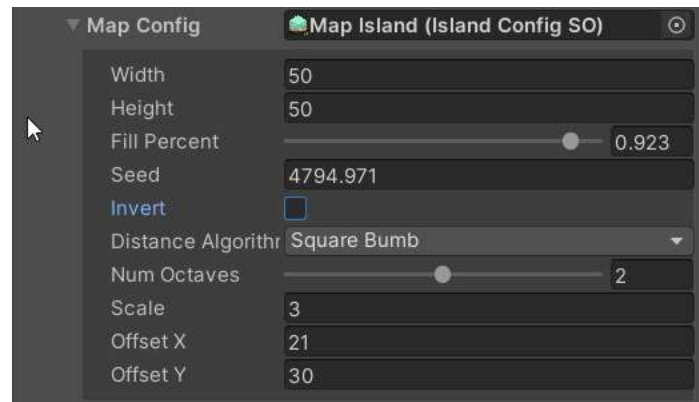 Map Config Map Island (Island Config SO)
Width 50
Height 50
Fill Percent 0.923
Seed 4794.971
Invert
Distance Algorithr Square Bumb
Num Octaves 2
Scale 3
Offset X 21
Offset Y 30